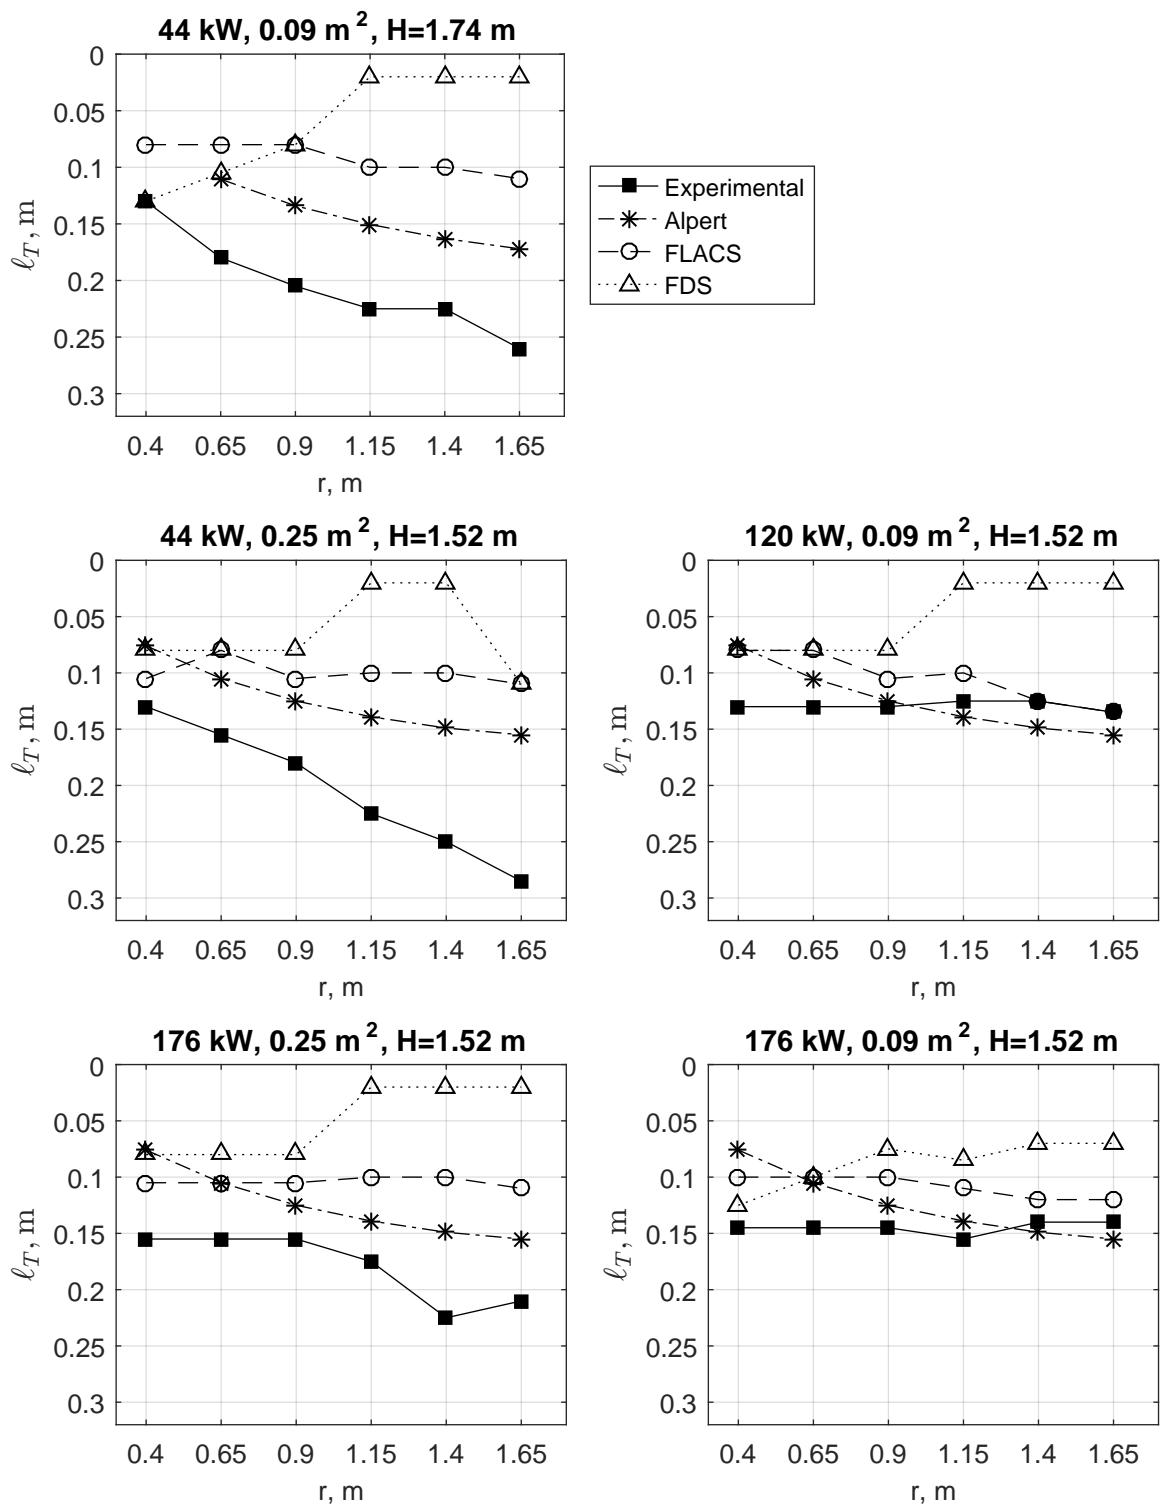 44 kW, 0.09 m², H=1.74 m
0
0.05
0.1
0.15
0.2
0.25
0.3
ℓ_T, m
0.4 0.65 0.9 1.15 1.4 1.65
r, m
Experimental
Alpert
FLACS
FDS
44 kW, 0.25 m², H=1.52 m
0
0.05
0.1
0.15
0.2
0.25
0.3
ℓ_T, m
0.4 0.65 0.9 1.15 1.4 1.65
r, m
120 kW, 0.09 m², H=1.52 m
0
0.05
0.1
0.15
0.2
0.25
0.3
ℓ_T, m
0.4 0.65 0.9 1.15 1.4 1.65
r, m
176 kW, 0.25 m², H=1.52 m
0
0.05
0.1
0.15
0.2
0.25
0.3
ℓ_T, m
0.4 0.65 0.9 1.15 1.4 1.65
r, m
176 kW, 0.09 m², H=1.52 m
0
0.05
0.1
0.15
0.2
0.25
0.3
ℓ_T, m
0.4 0.65 0.9 1.15 1.4 1.65
r, m